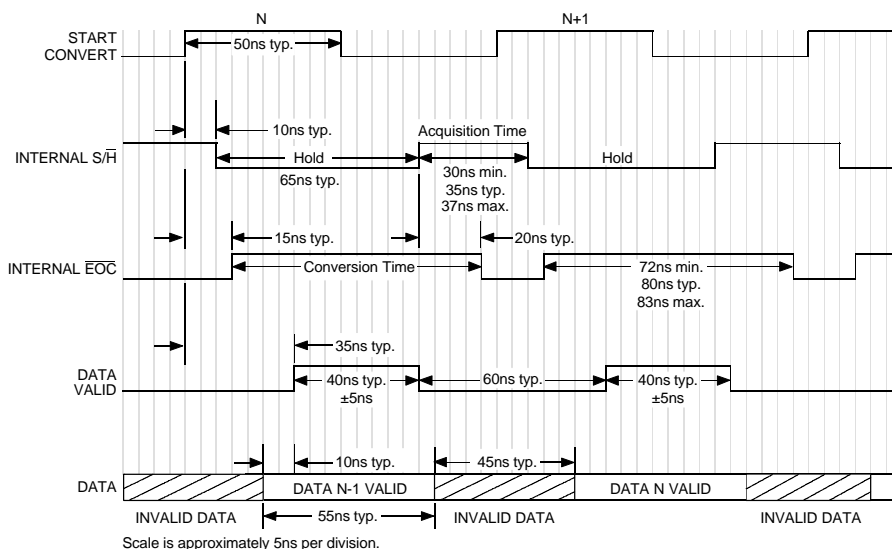 N
N+1
START
CONVERT
50ns typ.
10ns typ.
Acquisition Time
INTERNAL S/H̅
Hold
65ns typ.
30ns min.
35ns typ.
37ns max.
Hold
15ns typ.
20ns typ.
INTERNAL E̅O̅C̅
Conversion Time
72ns min.
80ns typ.
83ns max.
35ns typ.
DATA
VALID
40ns typ.
±5ns
60ns typ.
40ns typ.
±5ns
10ns typ.
45ns typ.
DATA
DATA N-1 VALID
DATA N VALID
INVALID DATA
55ns typ.
INVALID DATA
INVALID DATA
Scale is approximately 5ns per division.